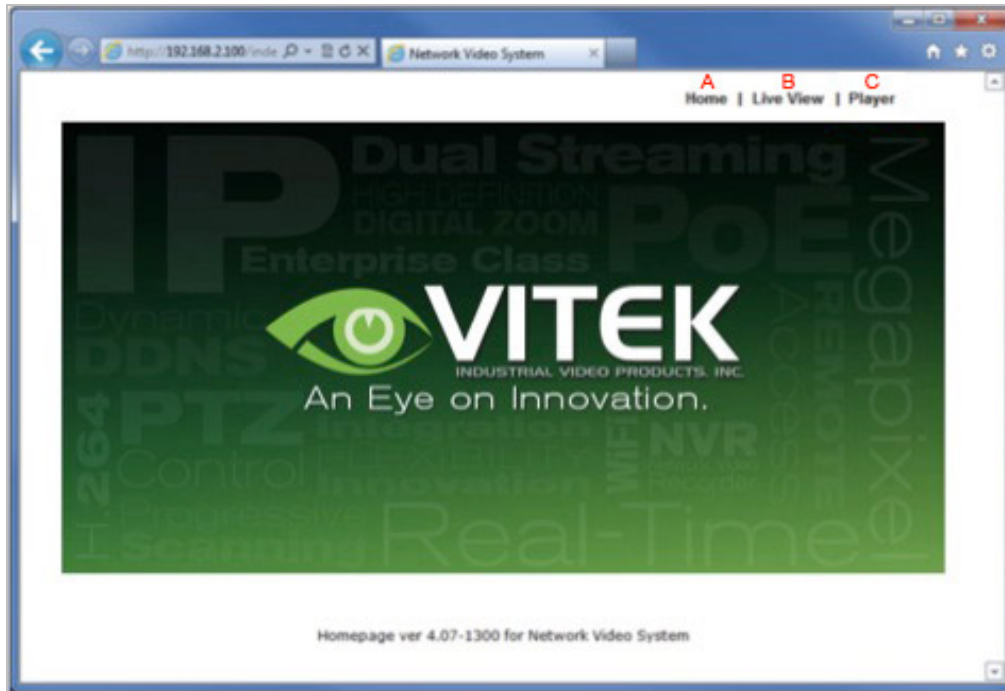 http://192.168.2.100/inde
Network Video System
A B C
Home | Live View | Player
IP
Dual Streaming
HIGH DEFINITION
DIGITAL ZOOM
PoE
Enterprise Class
Megapixel
Dynamic
DDNS
Access
REMOTE
VITEK
INDUSTRIAL VIDEO PRODUCTS, INC.
An Eye on Innovation.
H.264
PTZ
Control
Integration
FLEXIBILITY
Innovation
WiFi
NVR
Network Video
Recorder
Progressive
Scanning
Real-Time
Homepage ver 4.07-1300 for Network Video System